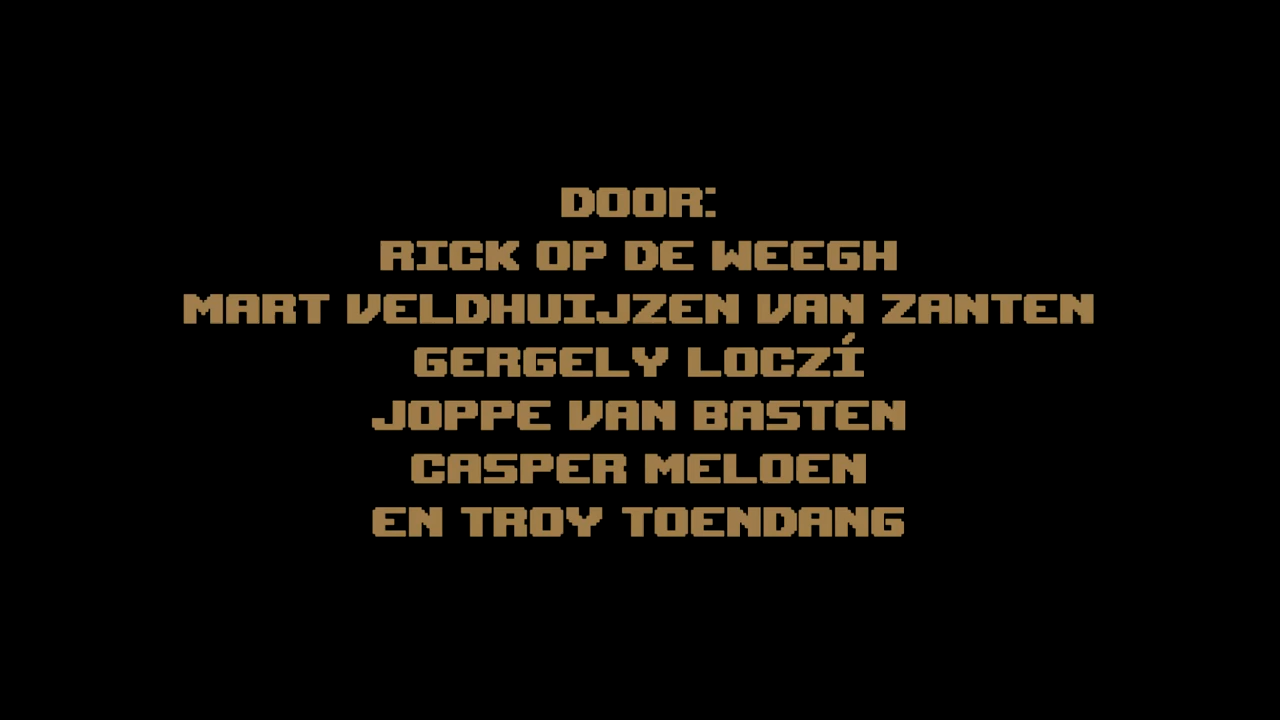 DOOR:
RICK OP DE WEEGH
MART VELDHUIJZEN VAN ZANTEN
GERGELY LOCZÍ
JOPPE VAN BASTEN
CASPER MELOEN
EN TROY TOENDANG